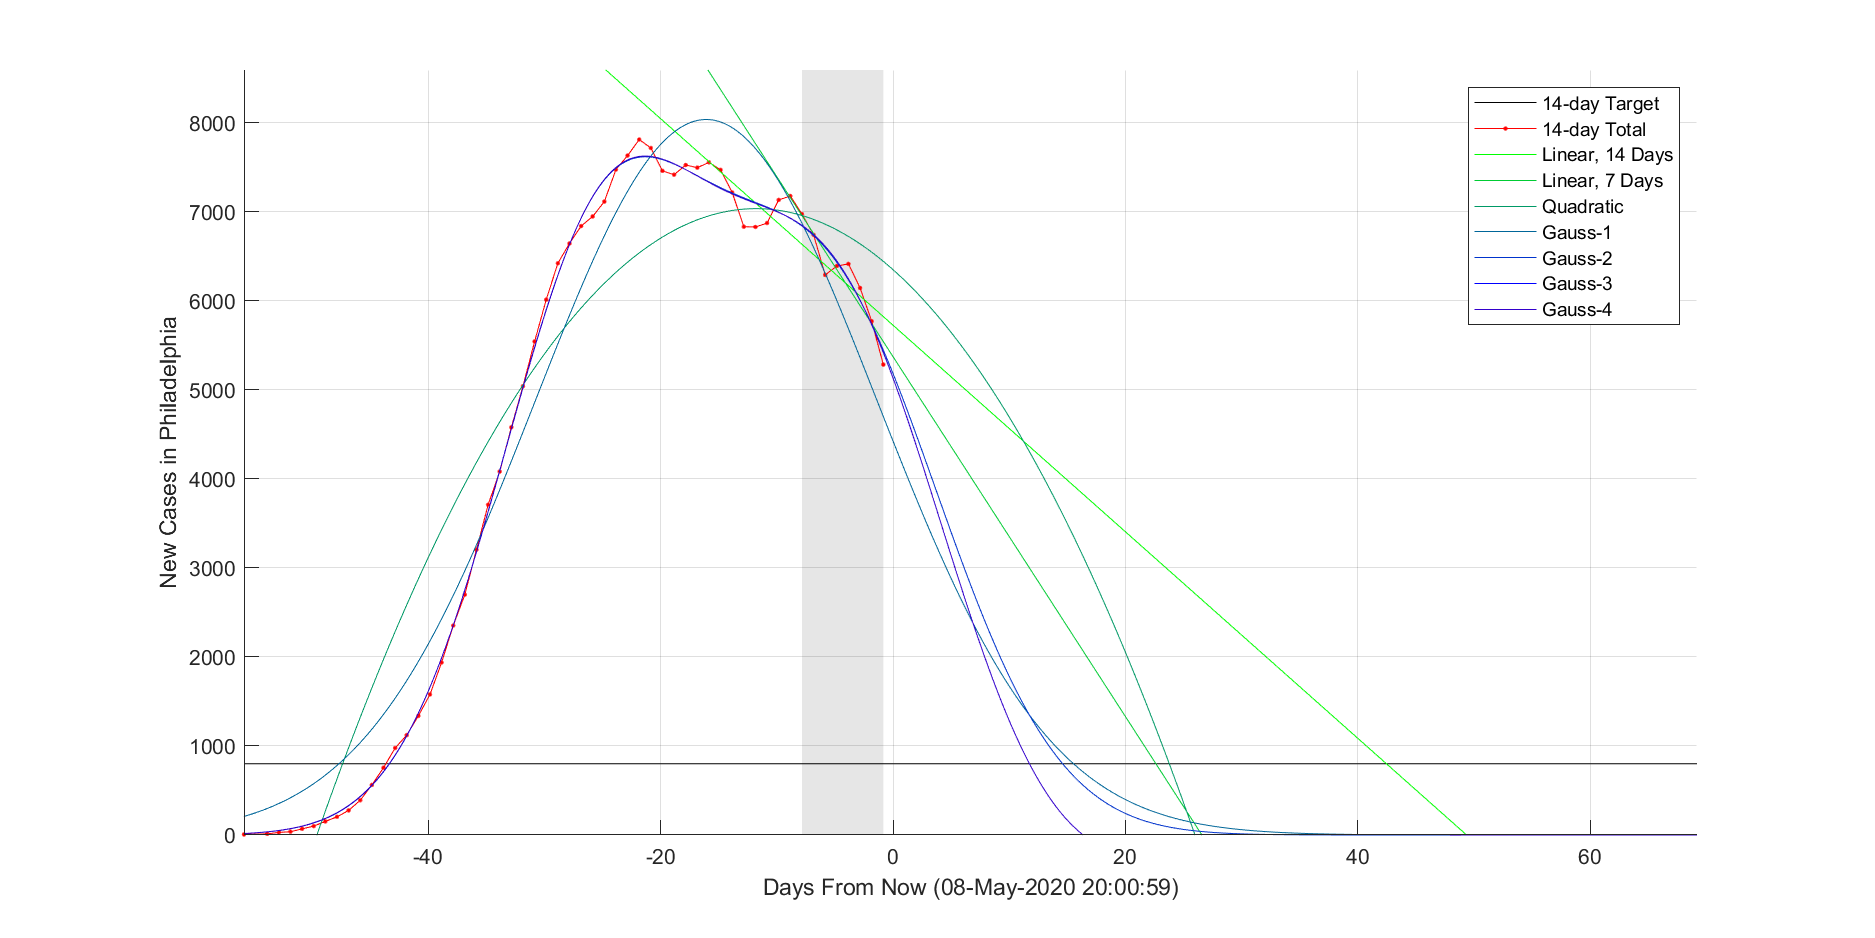 8000
7000
6000
5000
4000
3000
2000
1000
0
New Cases in Philadelphia
-40
-20
0
20
40
60
Days From Now (08-May-2020 20:00:59)
14-day Target
14-day Total
Linear, 14 Days
Linear, 7 Days
Quadratic
Gauss-1
Gauss-2
Gauss-3
Gauss-4